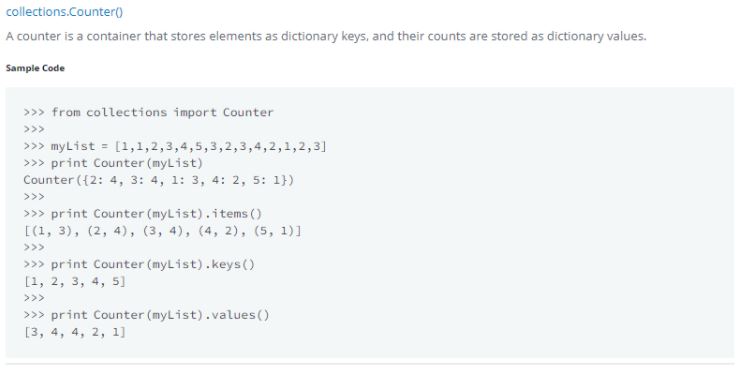 collections.Counter()
A counter is a container that stores elements as dictionary keys, and their counts are stored as dictionary values.
Sample Code
>>> from collections import Counter
>>>
>>> myList = [1,1,2,3,4,5,3,2,3,4,2,1,2,3]
>>> print Counter(myList)
Counter({2: 4, 3: 4, 1: 3, 4: 2, 5: 1})
>>>
>>> print Counter(myList).items()
[(1, 3), (2, 4), (3, 4), (4, 2), (5, 1)]
>>>
>>> print Counter(myList).keys()
[1, 2, 3, 4, 5]
>>>
>>> print Counter(myList).values()
[3, 4, 4, 2, 1]